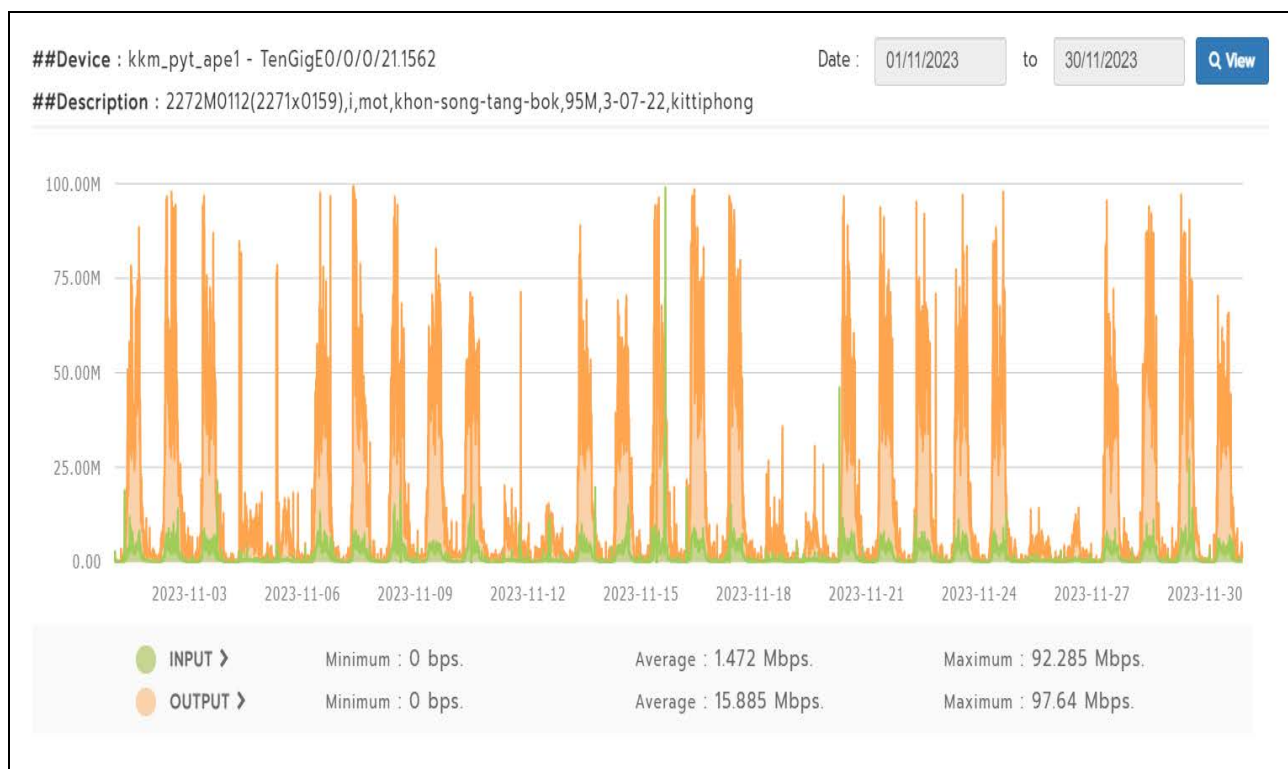 ##Device : kkm_pyt_ape1 - TenGigE0/0/0/21.1562
Date : 01/11/2023 to 30/11/2023 View
##Description : 2272M0112(2271x0159),i,mot,khon-song-tang-bok,95M,3-07-22,kittiphong
100.00M
75.00M
50.00M
25.00M
0.00
2023-11-03 2023-11-06 2023-11-09 2023-11-12 2023-11-15 2023-11-18 2023-11-21 2023-11-24 2023-11-27 2023-11-30
INPUT ❯ Minimum : 0 bps. Average : 1.472 Mbps. Maximum : 92.285 Mbps.
OUTPUT ❯ Minimum : 0 bps. Average : 15.885 Mbps. Maximum : 97.64 Mbps.